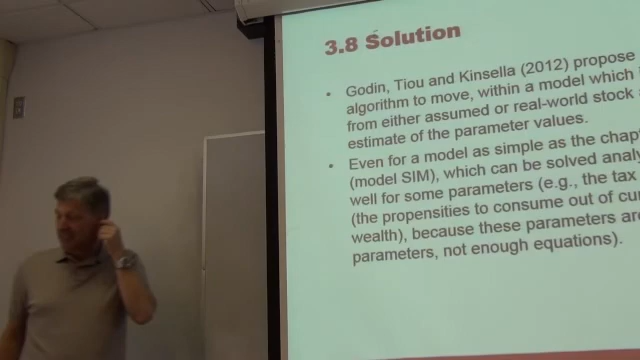 3.8 Solution
• Godin, Tiou and Kinsella (2012) propose
algorithm to move, within a model which
from either assumed or real-world stock
estimate of the parameter values.
• Even for a model as simple as the chap
(model SIM), which can be solved analy
well for some parameters (e.g., the tax
(the propensities to consume out of cur
wealth), because these parameters are
parameters, not enough equations).